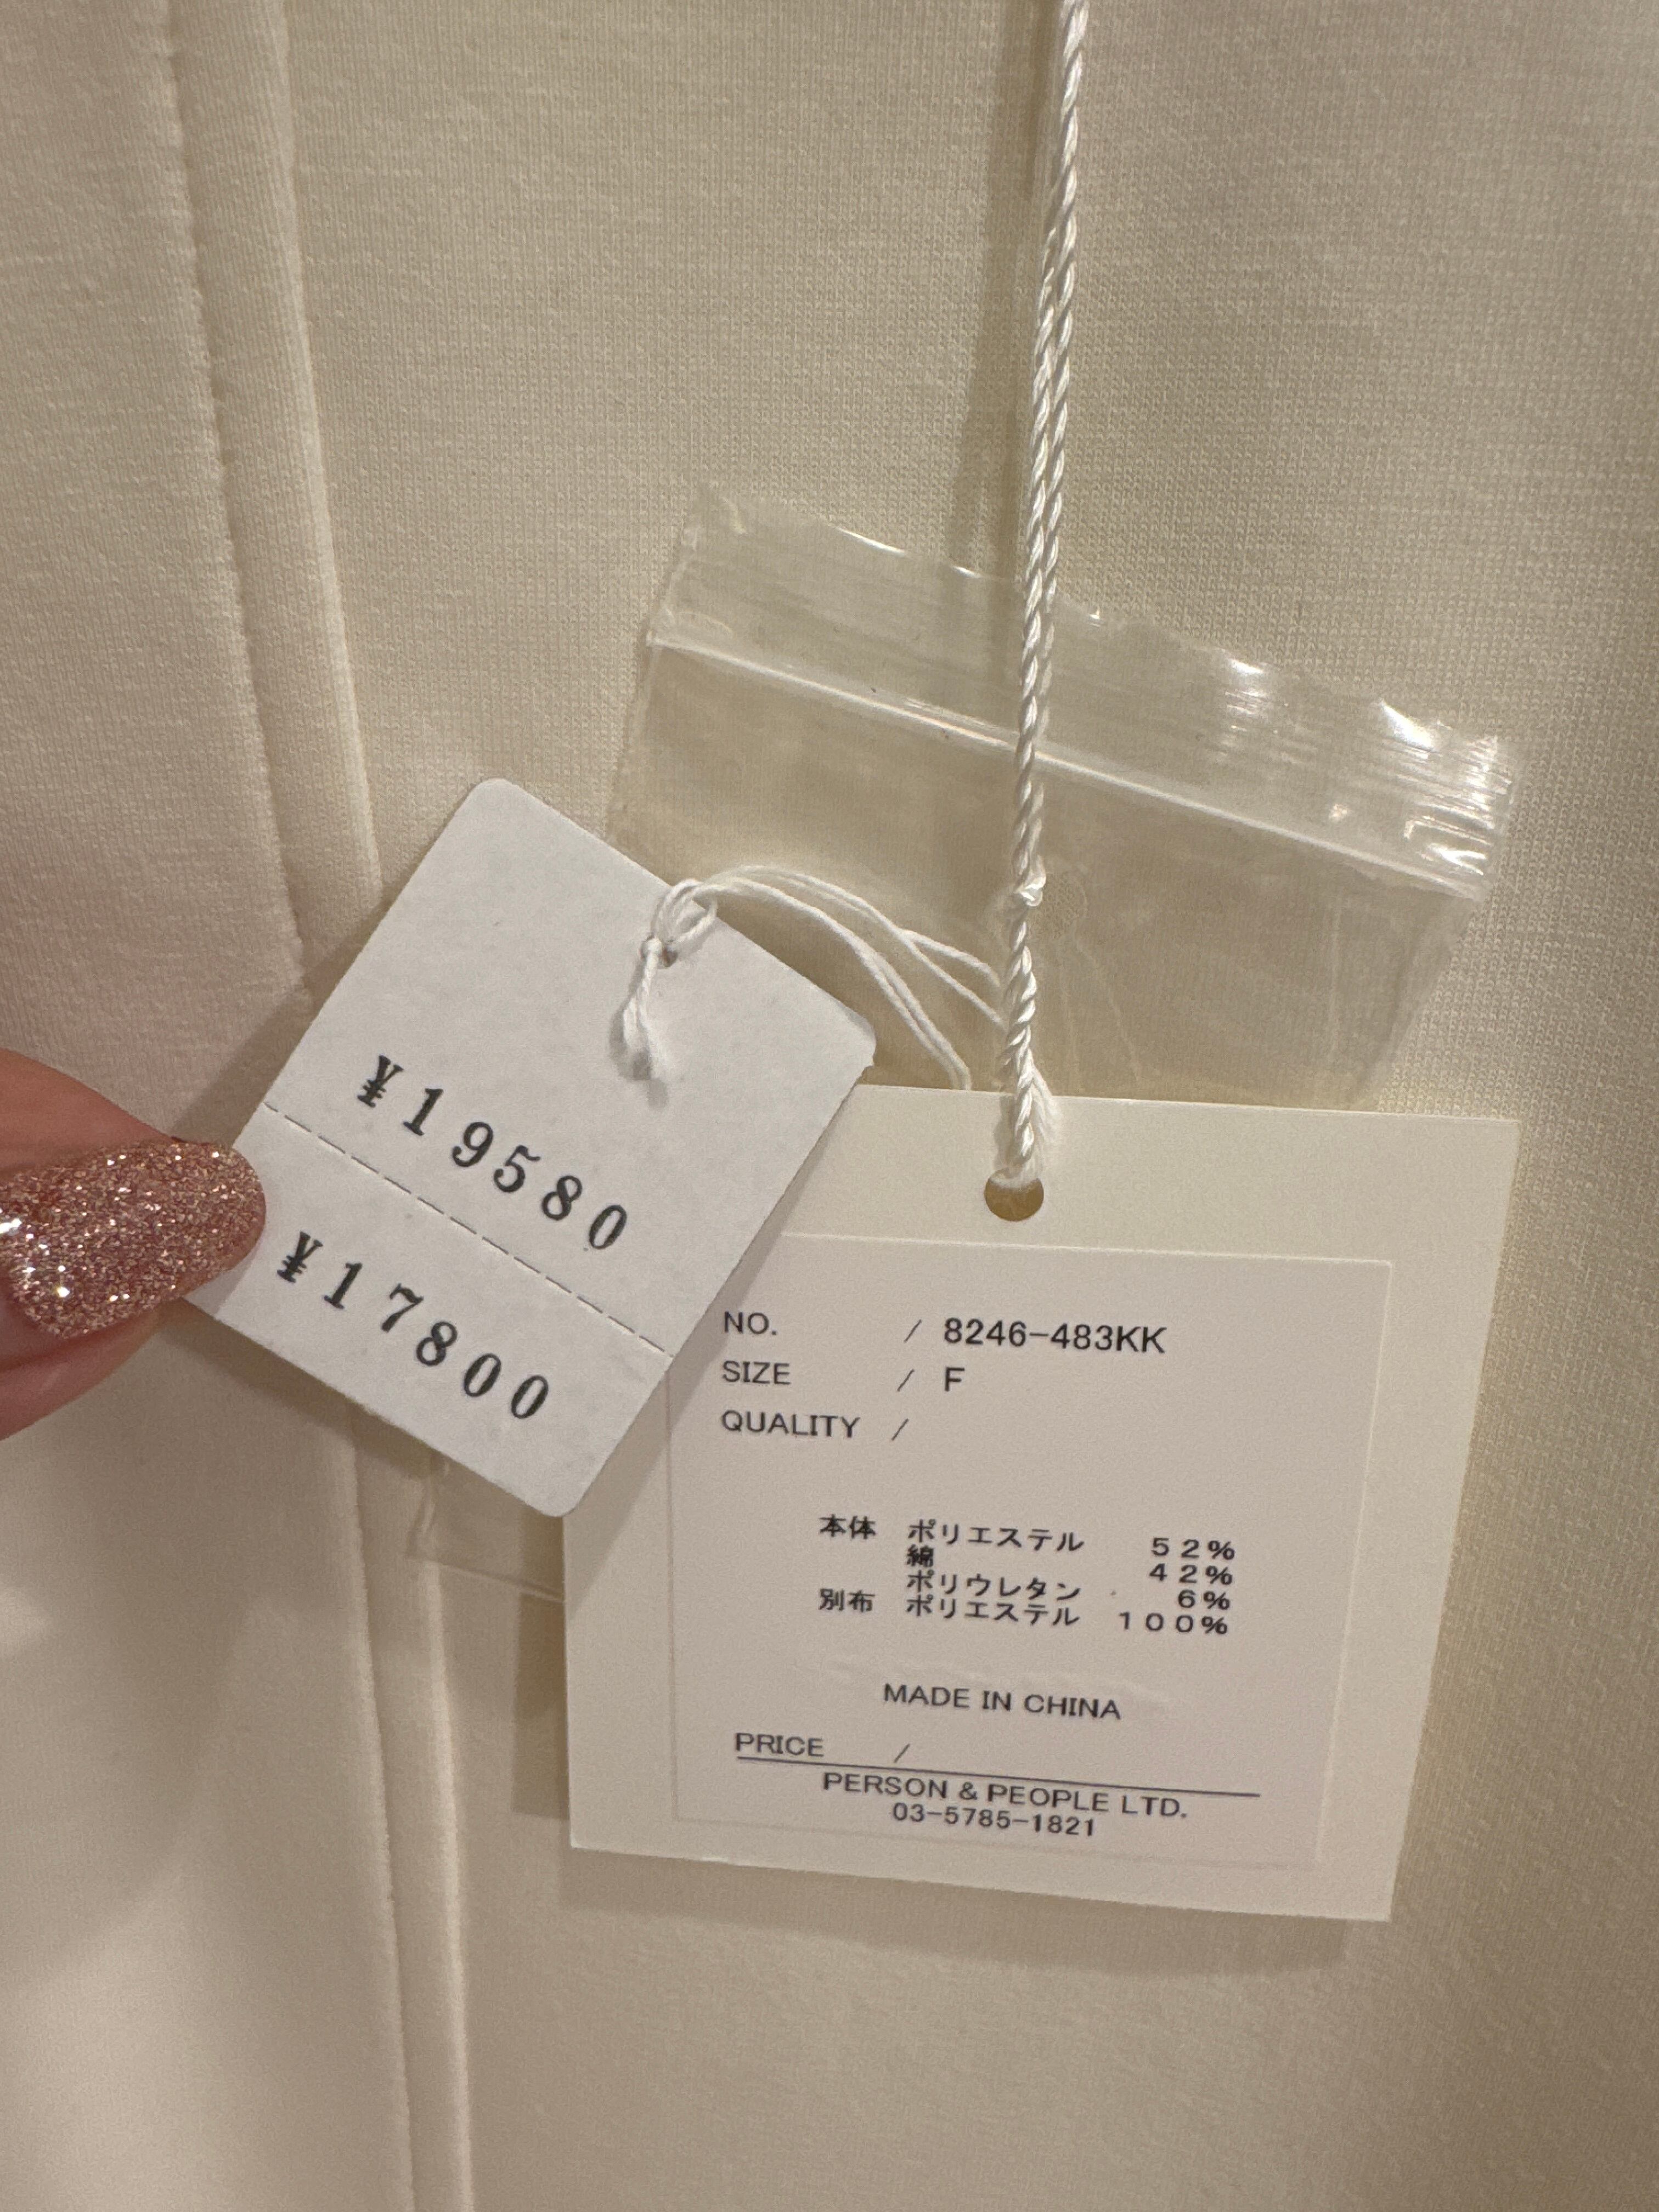 ¥19580
¥17800
NO. / 8246-483KK
SIZE / F
QUALITY /
本体 ポリエステル 52%
綿 42%
ポリウレタン 6%
別布 ポリエステル 100%
MADE IN CHINA
PRICE /
PERSON & PEOPLE LTD.
03-5785-1821